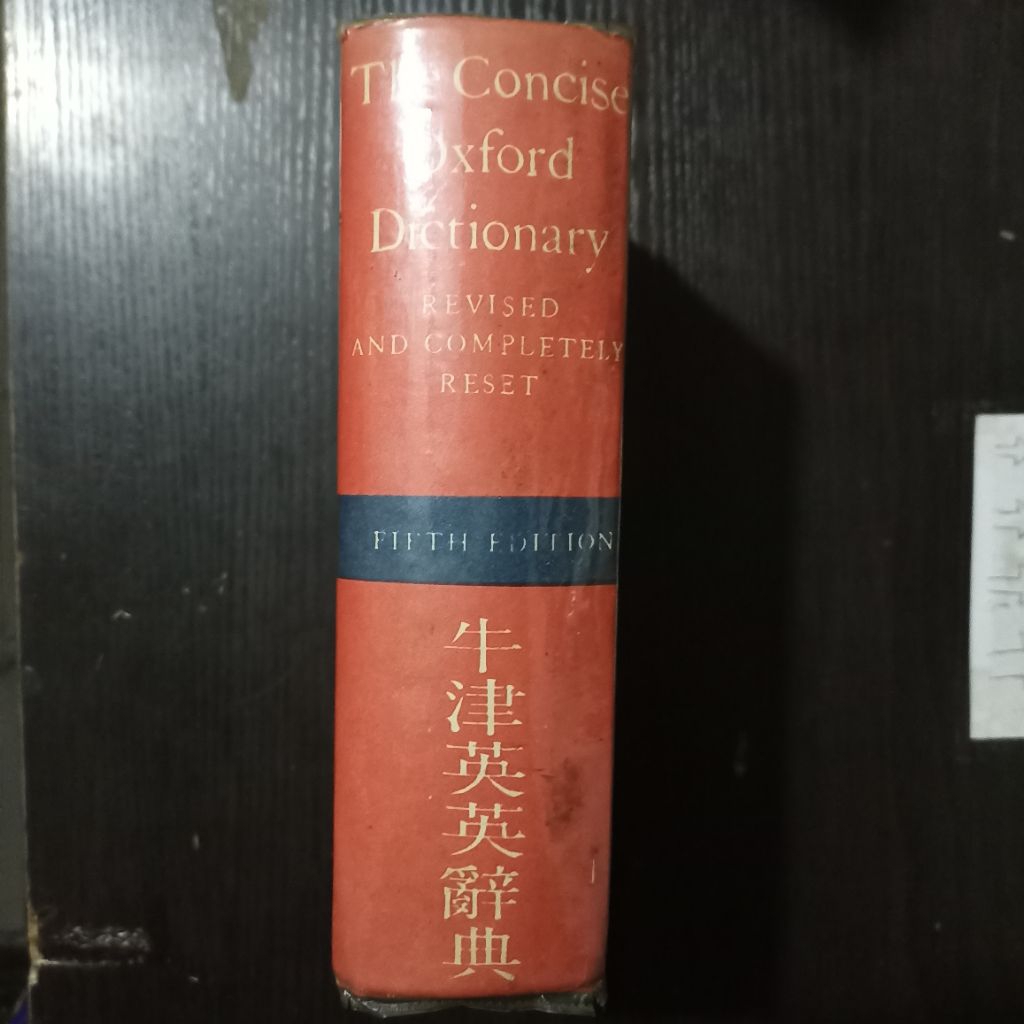 The Concise
Oxford
Dictionary
REVISED
AND COMPLETELY
RESET
FIFTH EDITION
牛津英英辭典